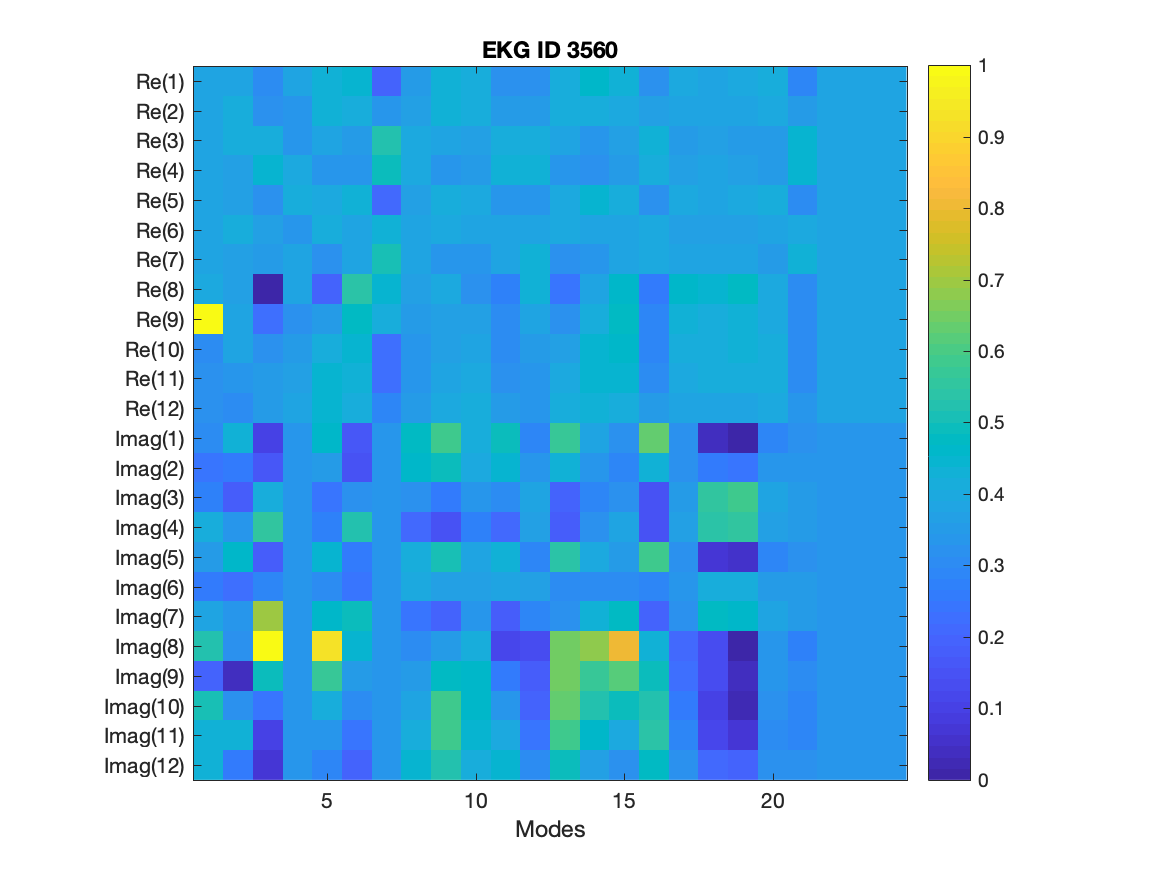 EKG ID 3560
Re(1)
Re(2)
Re(3)
Re(4)
Re(5)
Re(6)
Re(7)
Re(8)
Re(9)
Re(10)
Re(11)
Re(12)
Imag(1)
Imag(2)
Imag(3)
Imag(4)
Imag(5)
Imag(6)
Imag(7)
Imag(8)
Imag(9)
Imag(10)
Imag(11)
Imag(12)
5 10 15 20
Modes
1
0.9
0.8
0.7
0.6
0.5
0.4
0.3
0.2
0.1
0